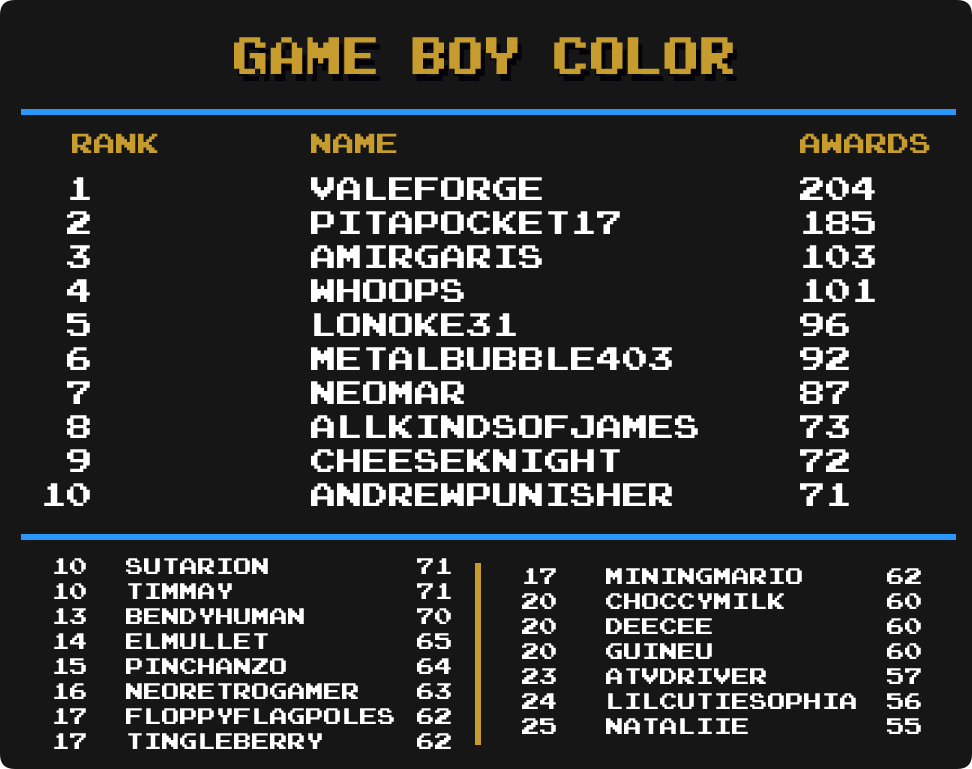 GAME BOY COLOR
RANK NAME AWARDS
1 VALEFORGE 204
2 PITAPOCKET17 185
3 AMIRGARIS 103
4 WHOOPS 101
5 LONOKE31 96
6 METALBUBBLE403 92
7 NEOMAR 87
8 ALLKINDSOFJAMES 73
9 CHEESEKNIGHT 72
10 ANDREWPUNISHER 71
10 SUTARION 71
10 TIMMAY 71
13 BENDYHUMAN 70
14 ELMULLET 65
15 PINCHANZO 64
16 NEORETROGAMER 63
17 FLOPPYFLAGPOLES 62
17 TINGLEBERRY 62
17 MININGMARIO 62
20 CHOCCYMILK 60
20 DEECEE 60
20 GUINEU 60
23 ATVDRIVER 57
24 LILCUTIESOPHIA 56
25 NATALIIE 55